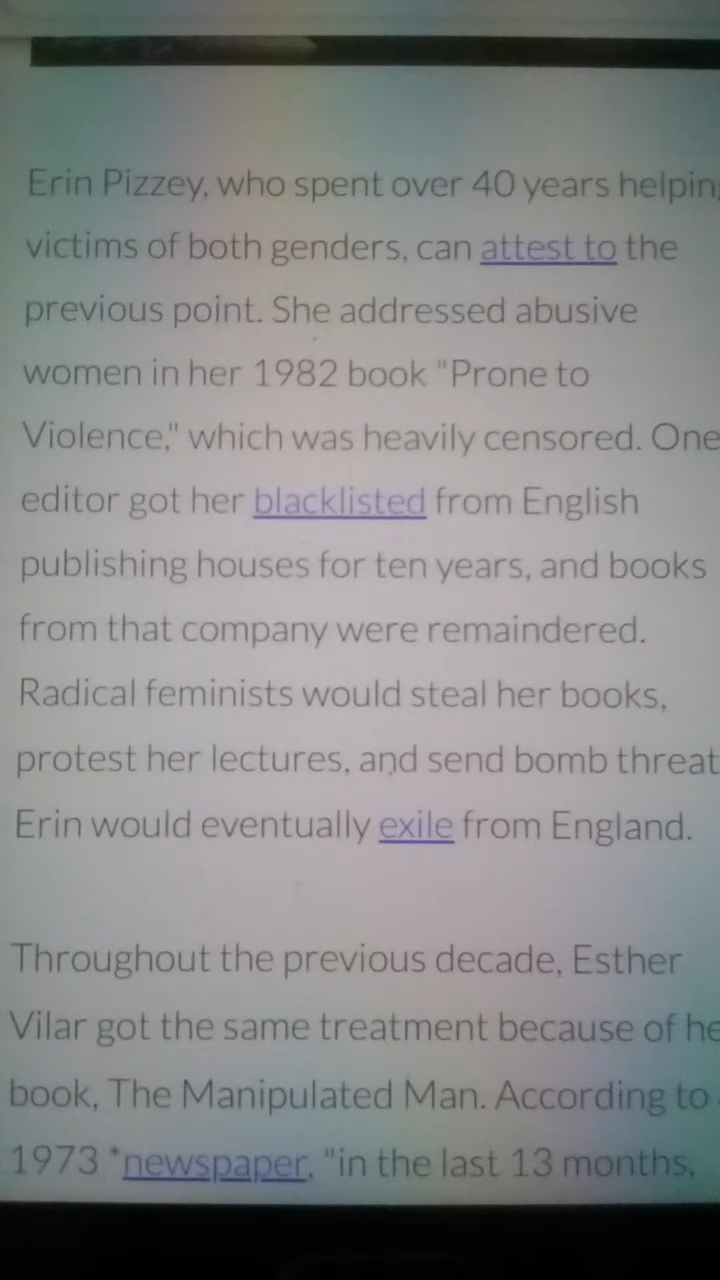 Erin Pizzey, who spent over 40 years helpin
victims of both genders, can attest to the
previous point. She addressed abusive
women in her 1982 book "Prone to
Violence," which was heavily censored. One
editor got her blacklisted from English
publishing houses for ten years, and books
from that company were remaindered.
Radical feminists would steal her books,
protest her lectures, and send bomb threat
Erin would eventually exile from England.
Throughout the previous decade, Esther
Vilar got the same treatment because of he
book, The Manipulated Man. According to
1973 *newspaper, "in the last 13 months,